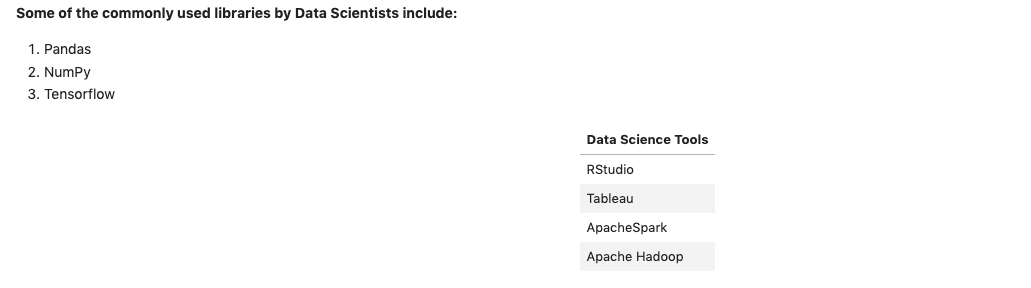 Some of the commonly used libraries by Data Scientists include:
1. Pandas
2. NumPy
3. Tensorflow
Data Science Tools
RStudio
Tableau
ApacheSpark
Apache Hadoop